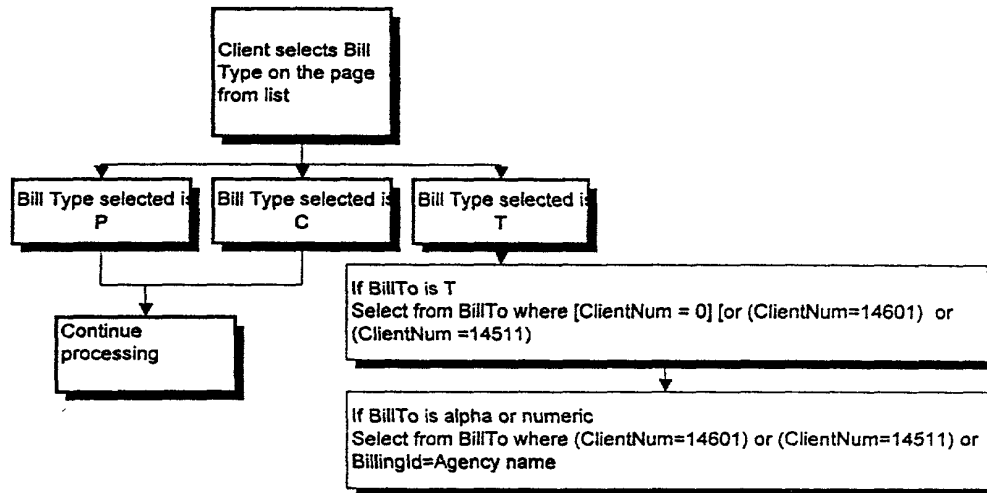 Client selects Bill
Type on the page
from list
Bill Type selected is
P
Bill Type selected is
C
Bill Type selected is
T
If BillTo is T
Select from BillTo where [ClientNum = 0] [or (ClientNum=14601) or
(ClientNum =14511)
Continue
processing
If BillTo is alpha or numeric
Select from BillTo where (ClientNum=14601) or (ClientNum=14511) or
BillingId=Agency name